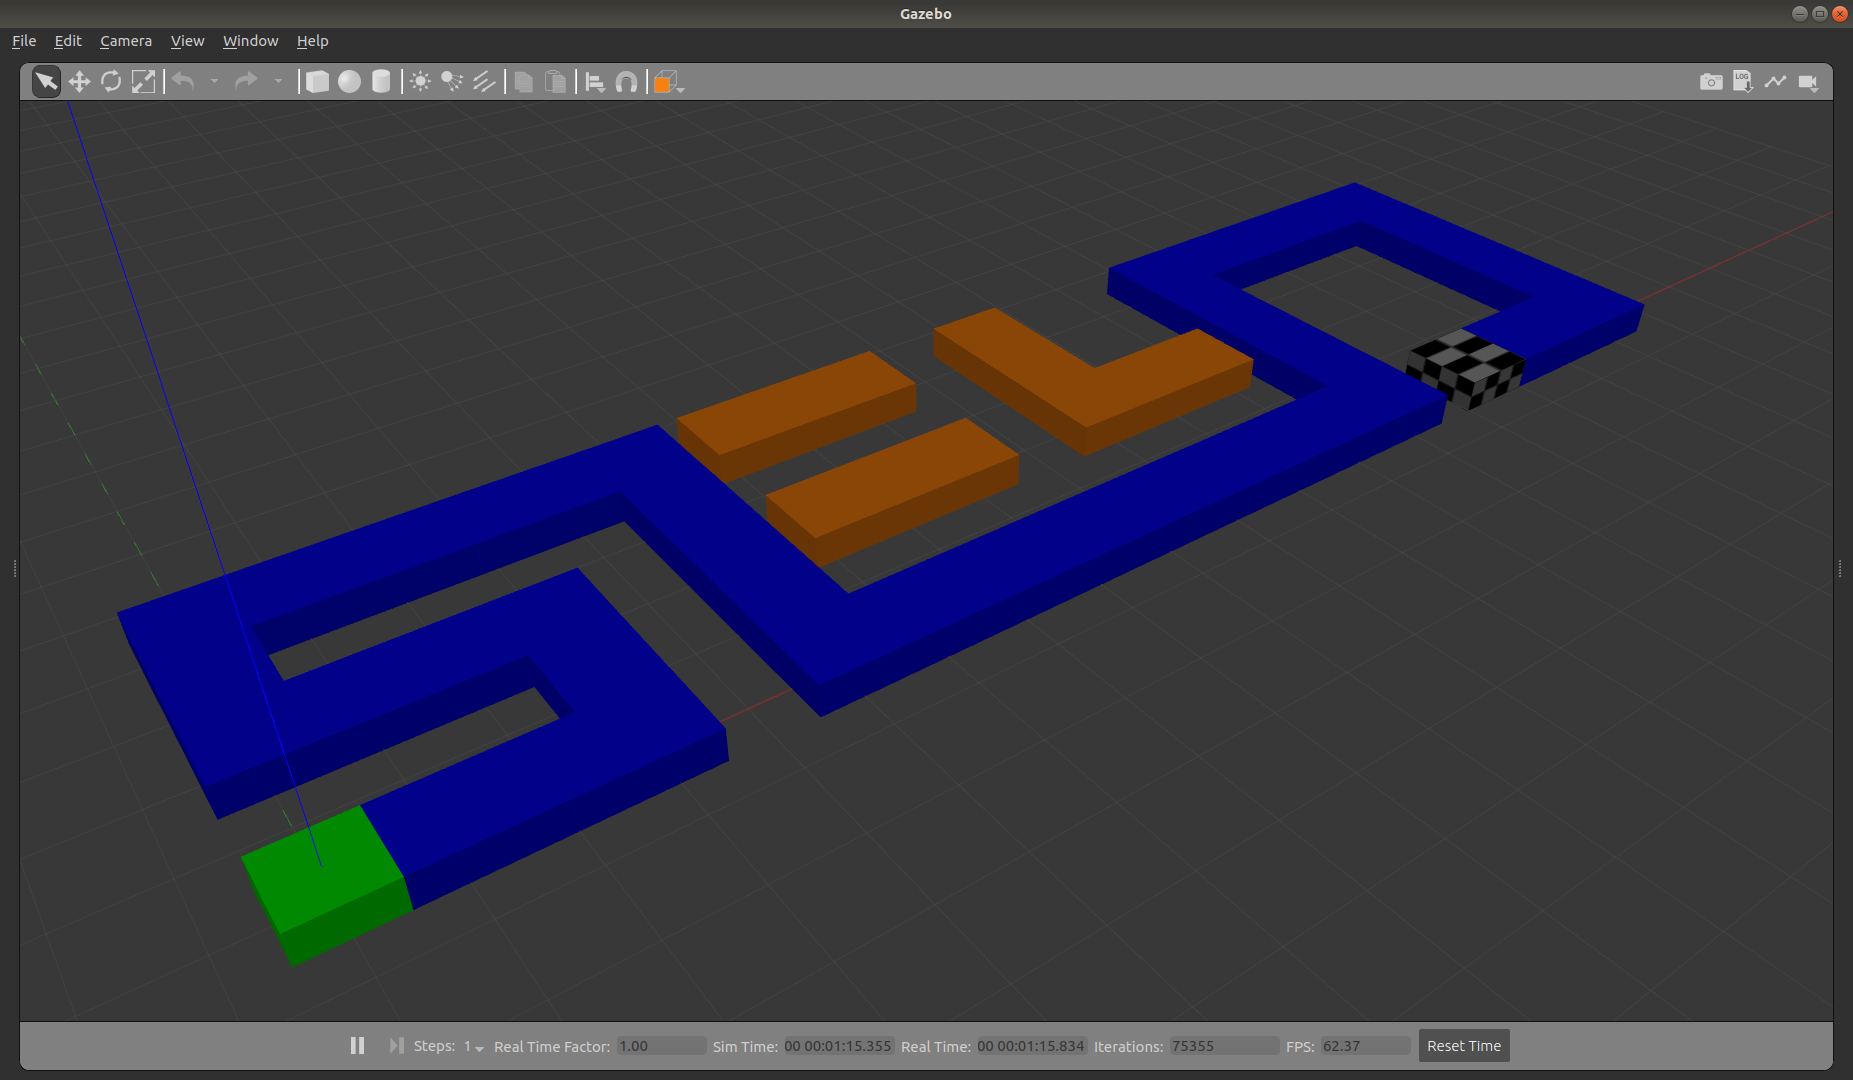 Gazebo
File Edit Camera View Window Help
LOG
Steps: 1 Real Time Factor: 1.00 Sim Time: 00 00:01:15.355 Real Time: 00 00:01:15.834 Iterations: 75355 FPS: 62.37 Reset Time